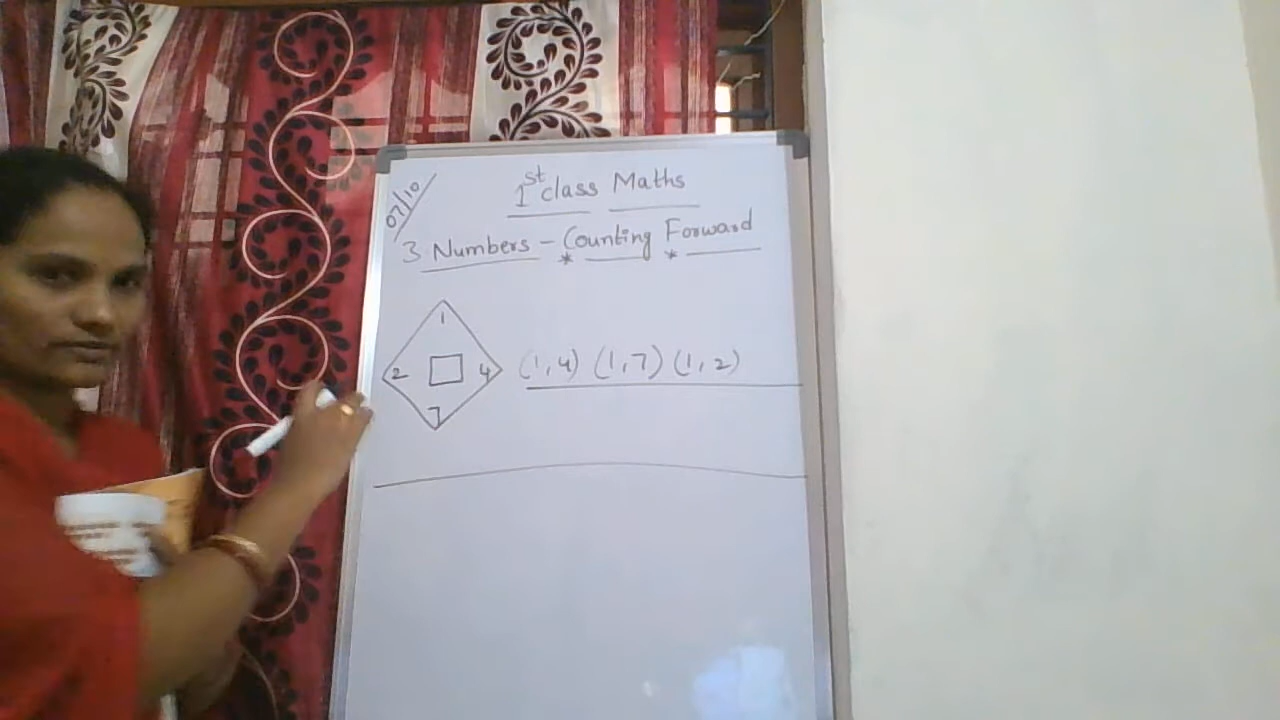 07/10
1st class Maths
3 Numbers - Counting Forward
* *
1
2 4 (1,4) (1,7) (1,2)
7